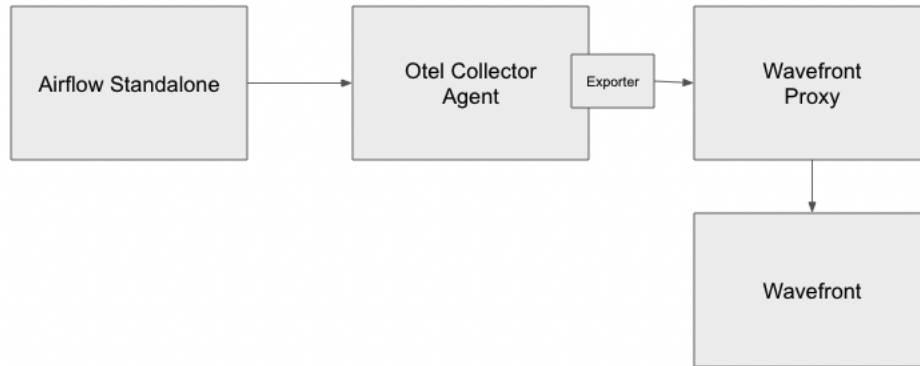 Airflow Standalone
Otel Collector
Agent
Exporter
Wavefront
Proxy
Wavefront